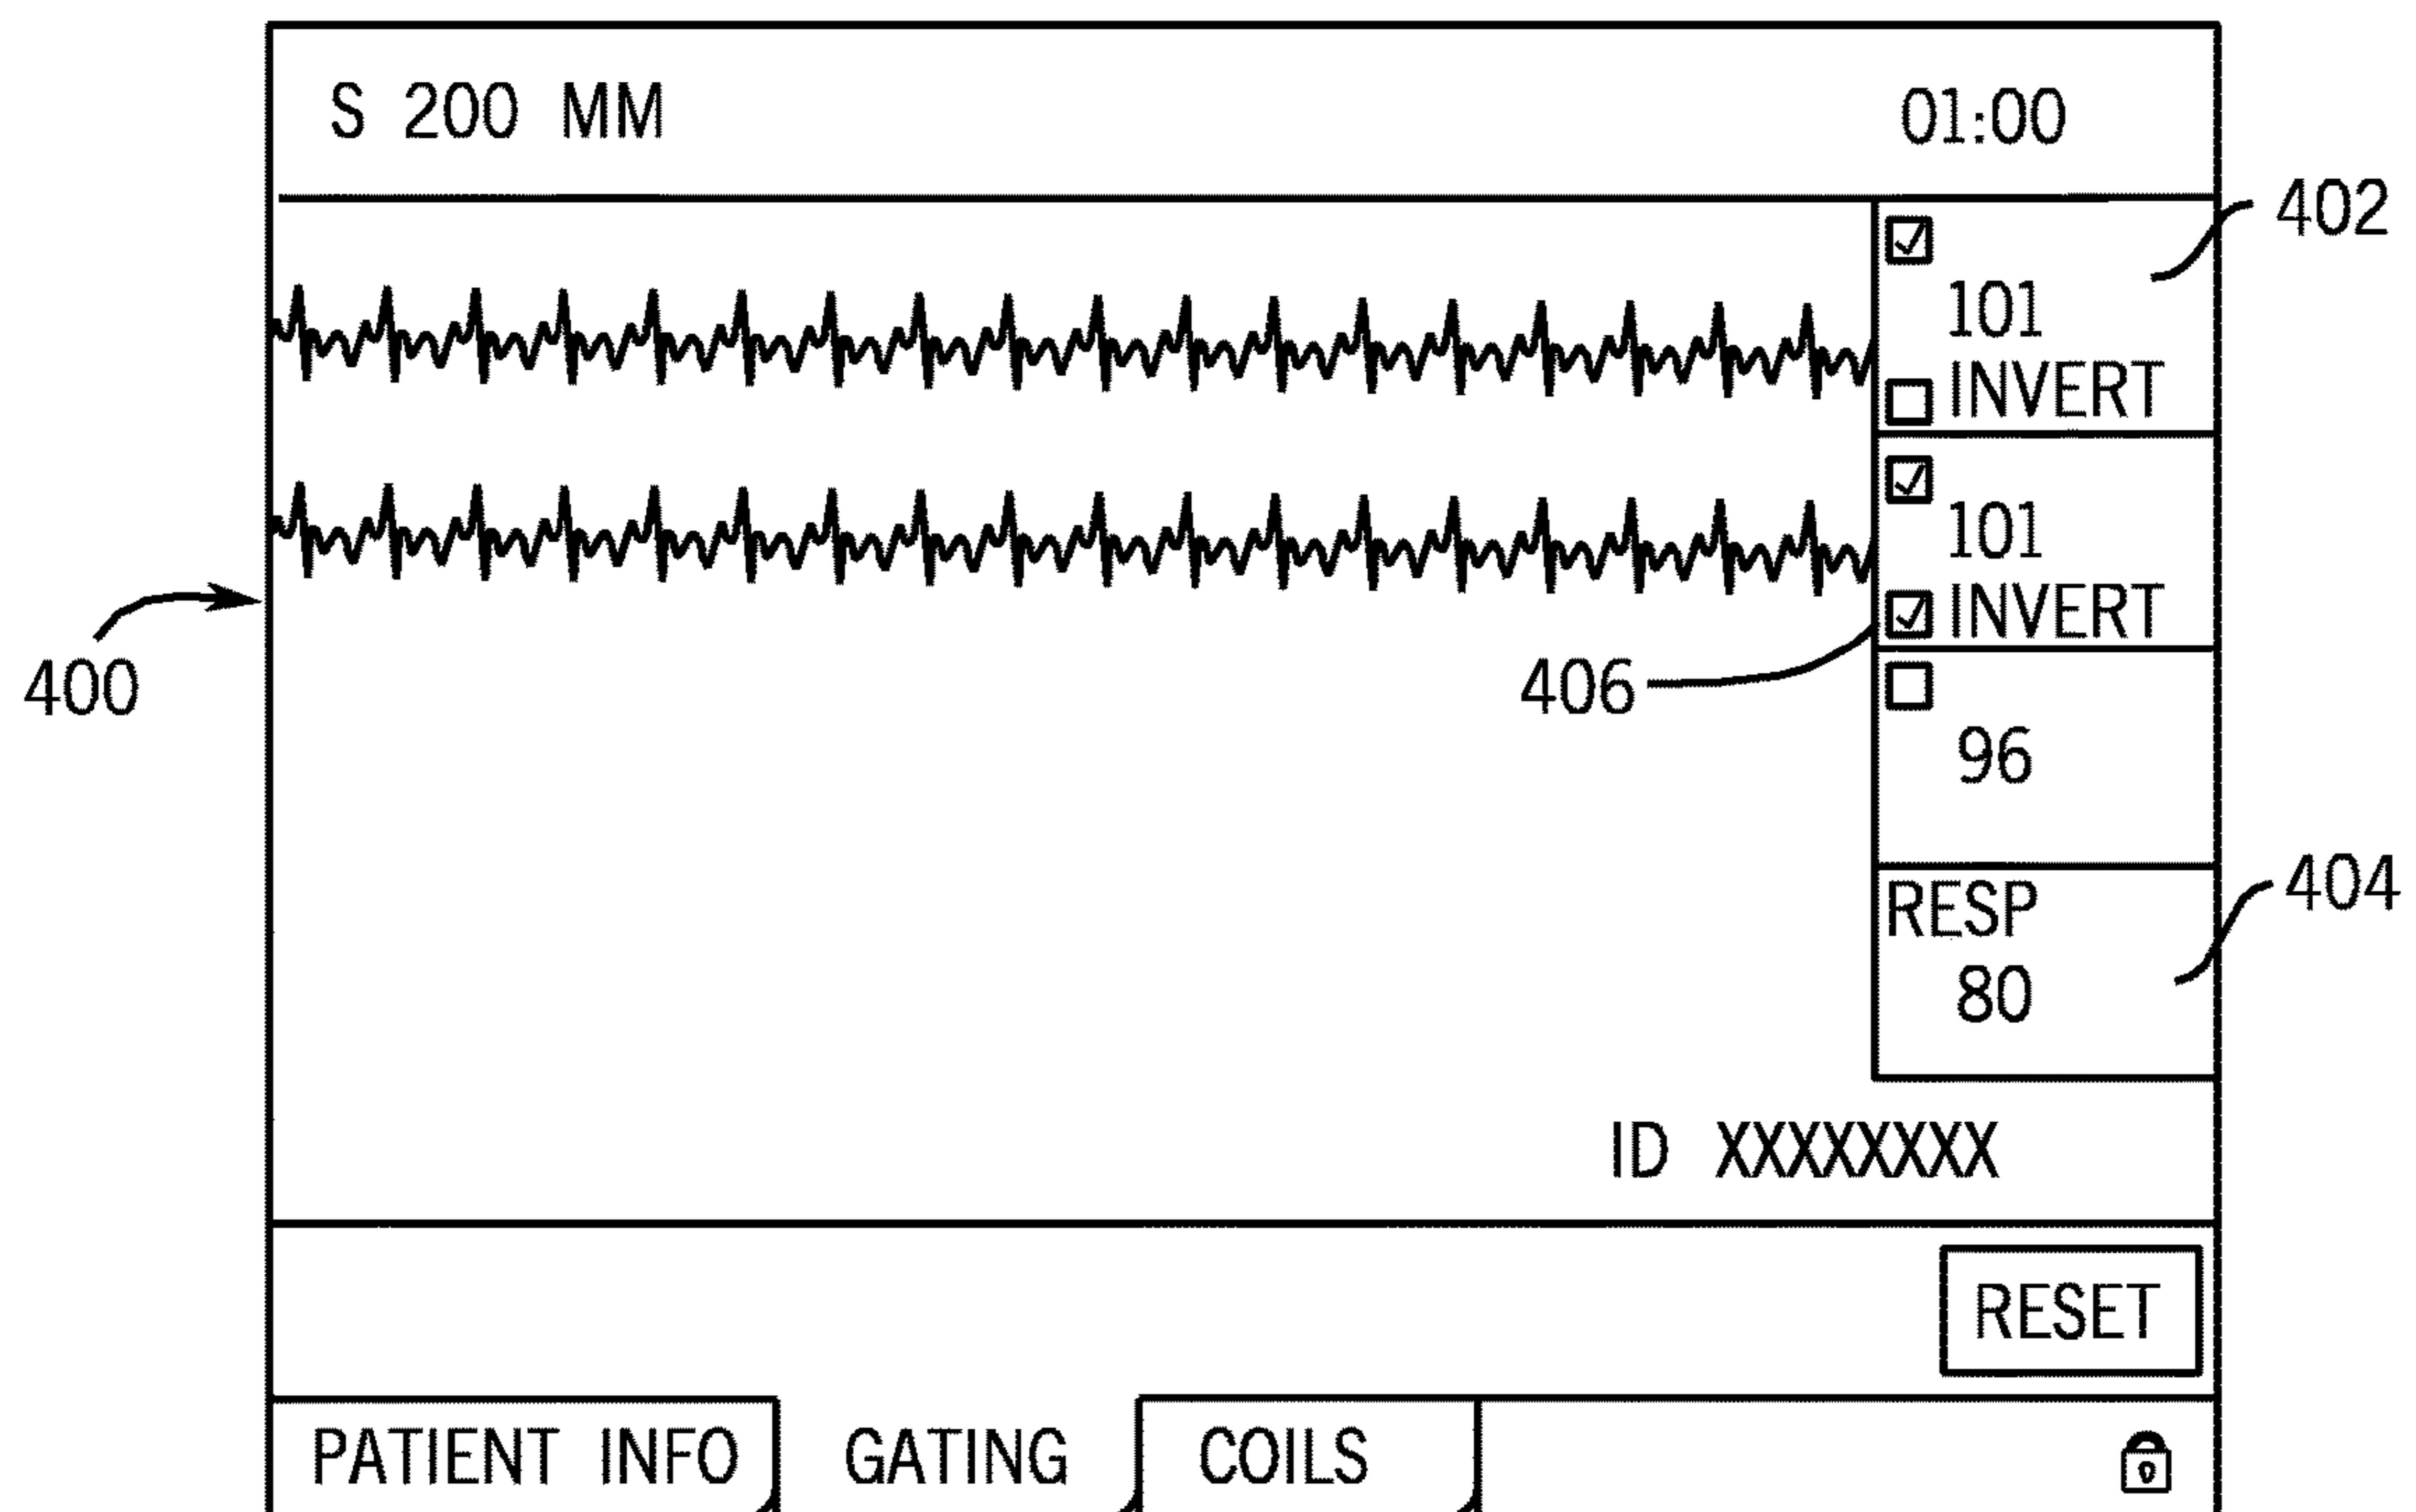 S 200 MM 01:00
402
101
INVERT
101
INVERT
400
406
96
RESP
404
80
ID XXXXXXXX
RESET
PATIENT INFO GATING COILS